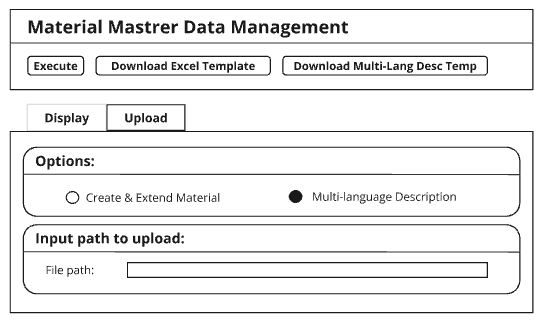 Material Mastrer Data Management
Execute Download Excel Template Download Multi-Lang Desc Temp
Display Upload
Options:
Create & Extend Material Multi-language Description
Input path to upload:
File path: